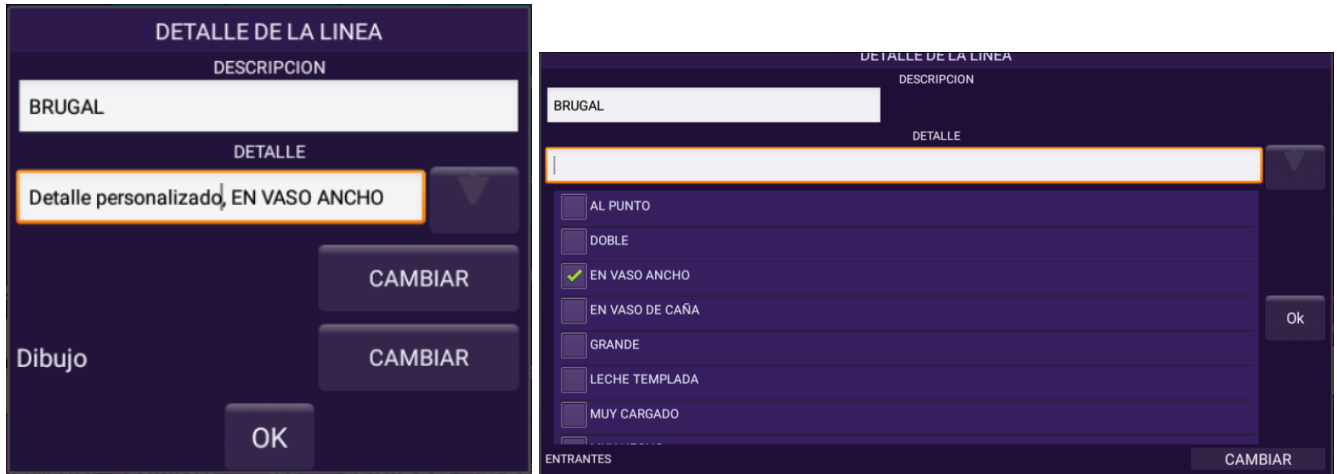 DETALLE DE LA LINEA
DESCRIPCION
BRUGAL
DETALLE
Detalle personalizado, EN VASO ANCHO
CAMBIAR
Dibujo
CAMBIAR
OK
DETALLE DE LA LINEA
DESCRIPCION
BRUGAL
DETALLE
AL PUNTO
DOBLE
EN VASO ANCHO
EN VASO DE CAÑA
Ok
GRANDE
LECHE TEMPLADA
MUY CARGADO
ENTRANTES
CAMBIAR